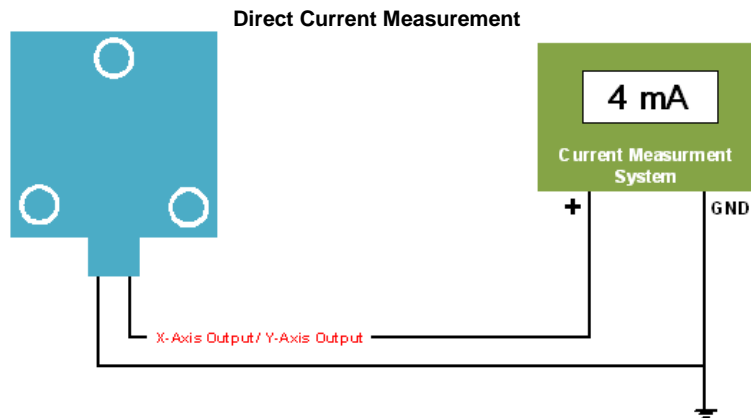 Direct Current Measurement
4 mA
Current Measurment
System
+
GND
X-Axis Output/ Y-Axis Output